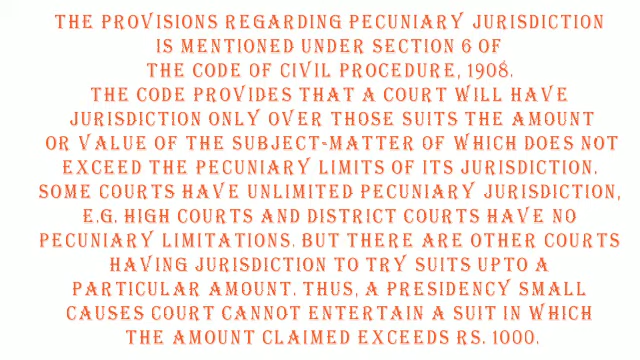 THE PROVISIONS REGARDING PECUNIARY JURISDICTION
IS MENTIONED UNDER SECTION 6 OF
THE CODE OF CIVIL PROCEDURE, 1908.
THE CODE PROVIDES THAT A COURT WILL HAVE
JURISDICTION ONLY OVER THOSE SUITS THE AMOUNT
OR VALUE OF THE SUBJECT-MATTER OF WHICH DOES NOT
EXCEED THE PECUNIARY LIMITS OF ITS JURISDICTION.
SOME COURTS HAVE UNLIMITED PECUNIARY JURISDICTION,
E.G. HIGH COURTS AND DISTRICT COURTS HAVE NO
PECUNIARY LIMITATIONS. BUT THERE ARE OTHER COURTS
HAVING JURISDICTION TO TRY SUITS UPTO A
PARTICULAR AMOUNT. THUS, A PRESIDENCY SMALL
CAUSES COURT CANNOT ENTERTAIN A SUIT IN WHICH
THE AMOUNT CLAIMED EXCEEDS RS. 1000.